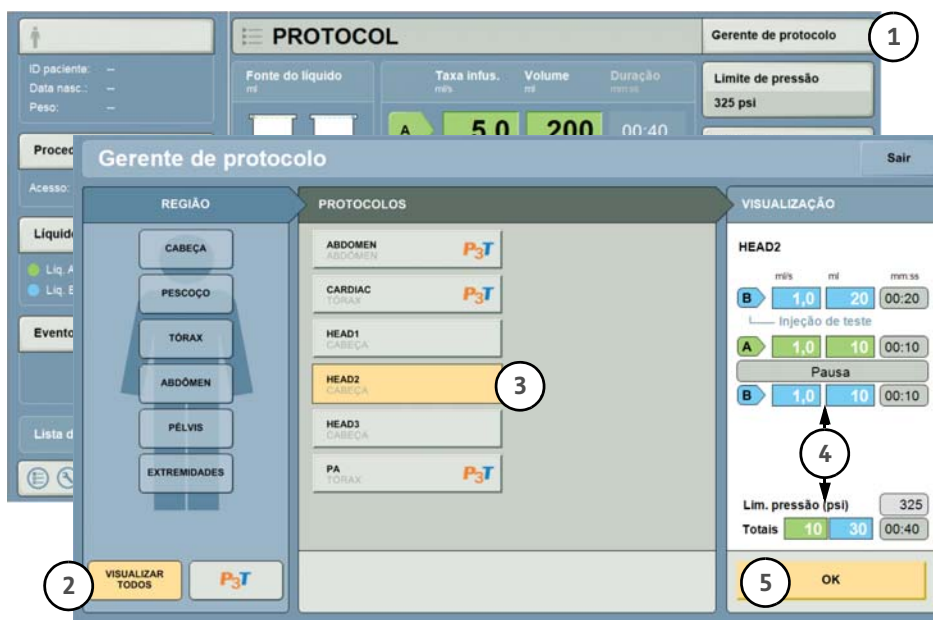 PROTOCOL
Gerente de protocolo
1
ID paciente: –
Data nasc.: –
Peso: –
Fonte do líquido
ml
Taxa infus.
ml/s
Volume
ml
Duração
mm:ss
Limite de pressão
325 psi
A 5,0 200 00:40
Proced
Acesso:
Líquido
Líq. A
Líq. B
Evento
Lista d
Gerente de protocolo
Sair
REGIÃO
PROTOCOLOS
VISUALIZAÇÃO
CABEÇA
PESCOÇO
TÓRAX
ABDÔMEN
PÉLVIS
EXTREMIDADES
VISUALIZAR
TODOS
P3T
2
ABDOMEN
ABDÔMEN
P3T
CARDIAC
TÓRAX
P3T
HEAD1
CABEÇA
HEAD2
CABEÇA
3
HEAD3
CABEÇA
PA
TÓRAX
P3T
HEAD2
ml/s ml mm:ss
B 1,0 20 00:20
Injeção de teste
A 1,0 10 00:10
Pausa
B 1,0 10 00:10
4
Lim. pressão (psi) 325
Totais 10 30 00:40
5
OK